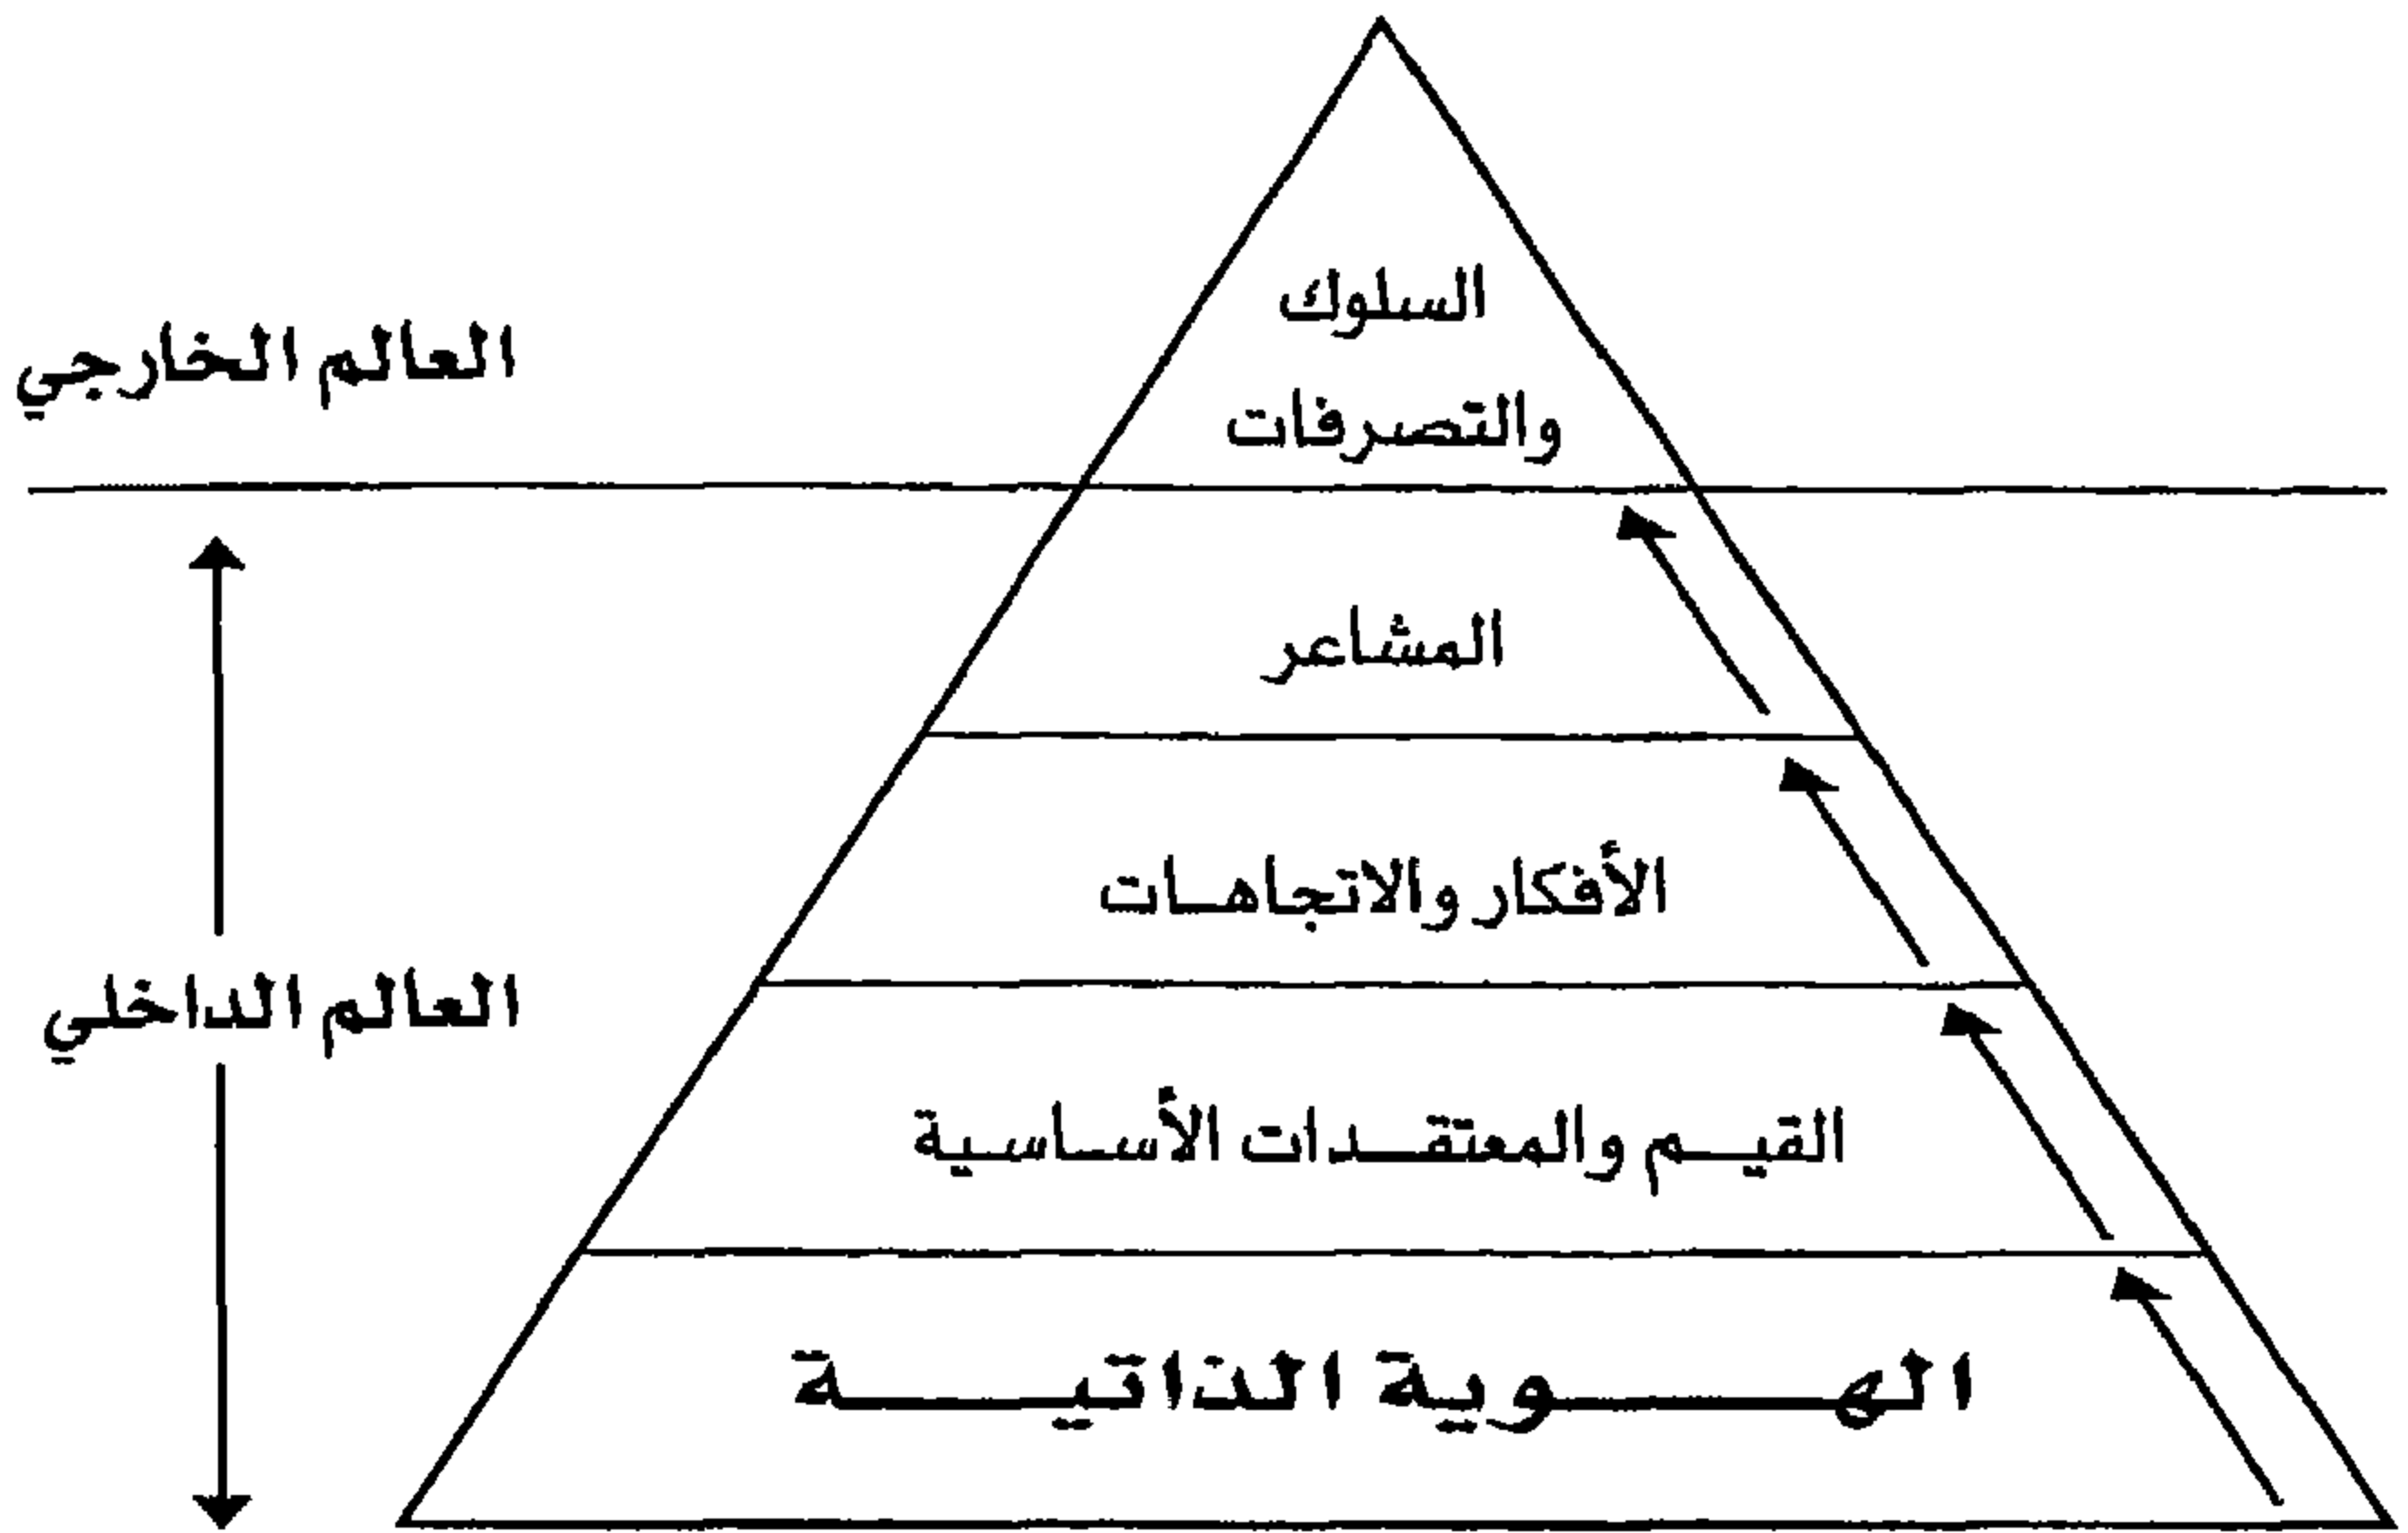 السلوك
والتصرفات
العالم الخارجي
المشاعر
الأفكار والاتجاهات
العالم الداخلي
القيم والمعتقدات الأساسية
الهوية الذاتية